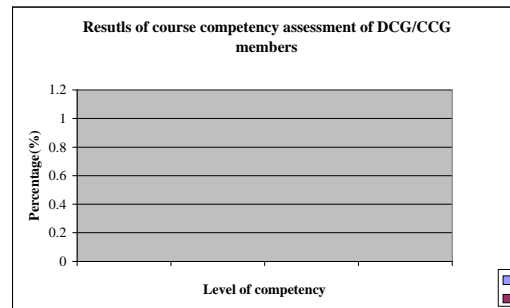 Resutls of course competency assessment of DCG/CCG
members
1.2
1
0.8
0.6
0.4
0.2
0
Percentage(%)
Level of competency